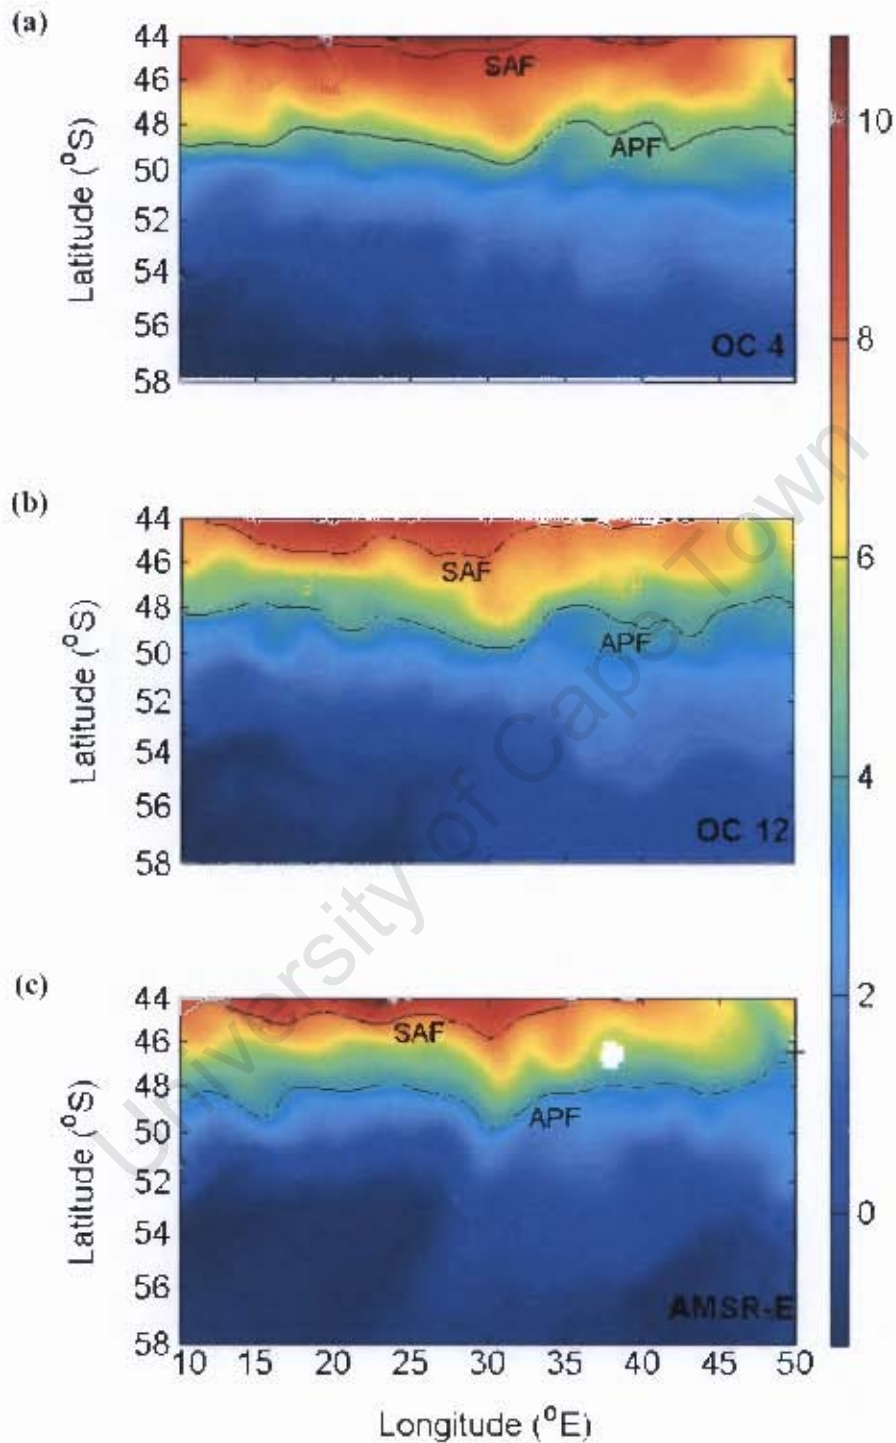 (a)
44
46
48
50
52
54
56
58
Latitude (°S)
SAF
APF
OC 4
(b)
44
46
48
50
52
54
56
58
Latitude (°S)
SAF
APF
OC 12
(c)
44
46
48
50
52
54
56
58
Latitude (°S)
SAF
APF
AMSR-E
10 15 20 25 30 35 40 45 50
Longitude (°E)
10
8
6
4
2
0
University of Cape Town